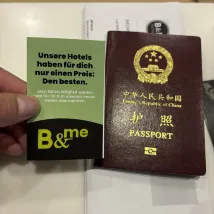 Unsere Hotels
haben für dich
nur einen Preis:
Den besten.
B&me
中华人民共和国
People's Republic of China
护 照
PASSPORT